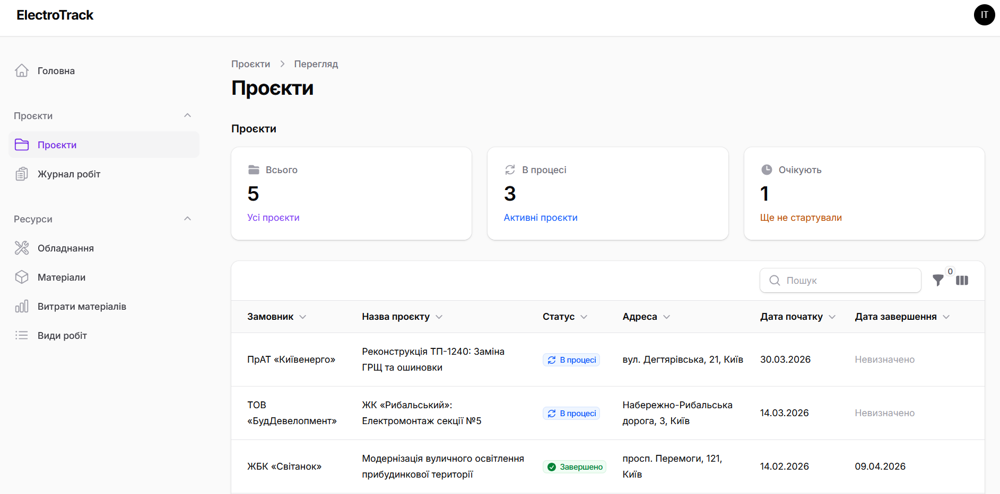 ElectroTrack
IT
Головна
Проєкти
Проєкти
Журнал робіт
Ресурси
Обладнання
Матеріали
Витрати матеріалів
Види робіт
Проєкти > Перегляд
Проєкти
Проєкти
Всього
5
Усі проєкти
В процесі
3
Активні проєкти
Очікують
1
Ще не стартували
Пошук
0
Замовник Назва проєкту Статус Адреса Дата початку Дата завершення
ПрАТ «Київенерго»
Реконструкція ТП-1240: Заміна
ГРЩ та ошиновки
В процесі
вул. Дегтярівська, 21, Київ
30.03.2026
Невизначено
ТОВ
«БудДевелопмент»
ЖК «Рибальський»:
Електромонтаж секції №5
В процесі
Набережно-Рибальська
дорога, 3, Київ
14.03.2026
Невизначено
ЖБК «Світанок»
Модернізація вуличного освітлення
прибудинкової території
Завершено
просп. Перемоги, 121,
Київ
14.02.2026
09.04.2026